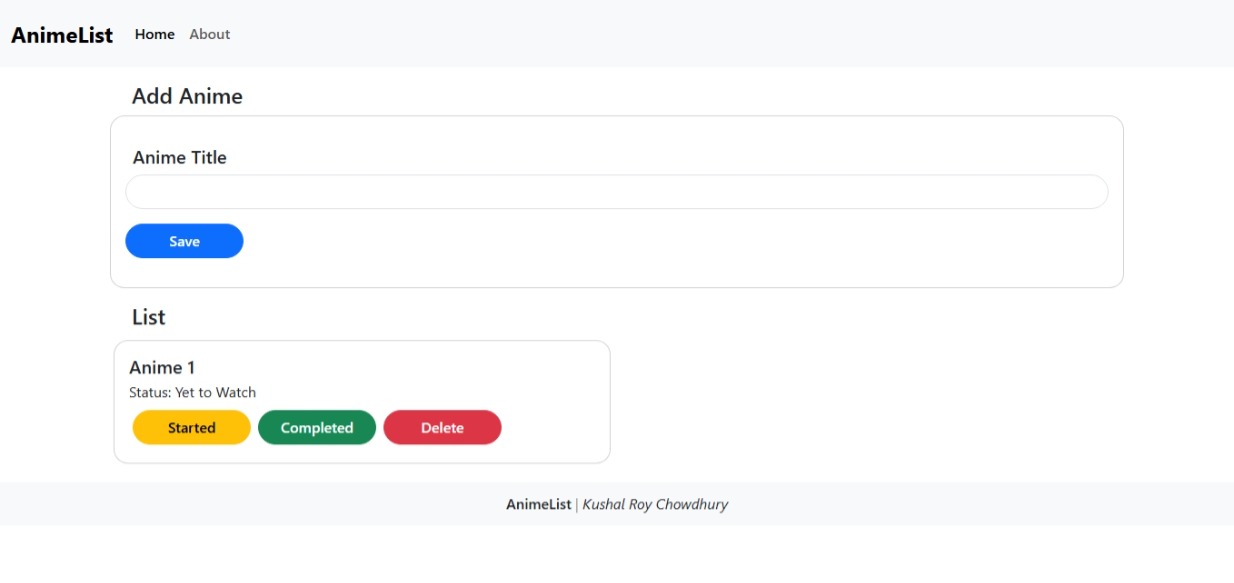 AnimeList Home About
Add Anime
Anime Title
Save
List
Anime 1
Status: Yet to Watch
Started Completed Delete
AnimeList | Kushal Roy Chowdhury